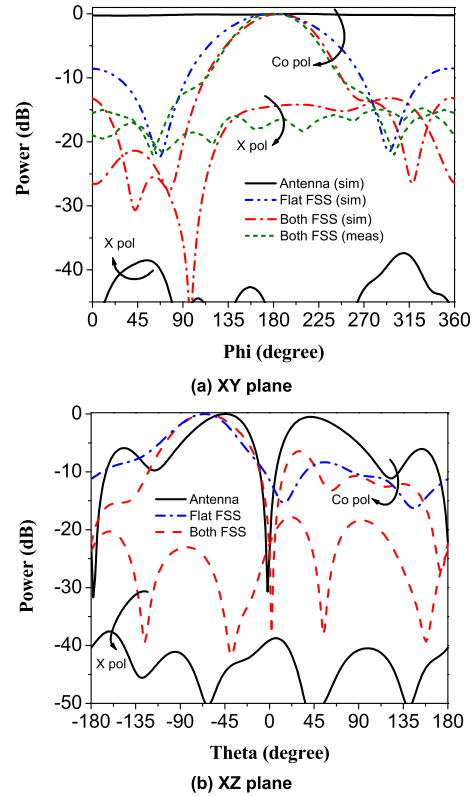 0
-10
-20
-30
-40
Power (dB)
Co pol
X pol
Antenna (sim)
Flat FSS (sim)
Both FSS (sim)
Both FSS (meas)
X pol
0 45 90 135 180 225 270 315 360
Phi (degree)
(a) XY plane
0
-10
-20
-30
-40
-50
Power (dB)
Antenna
Flat FSS
Both FSS
Co pol
X pol
-180 -135 -90 -45 0 45 90 135 180
Theta (degree)
(b) XZ plane